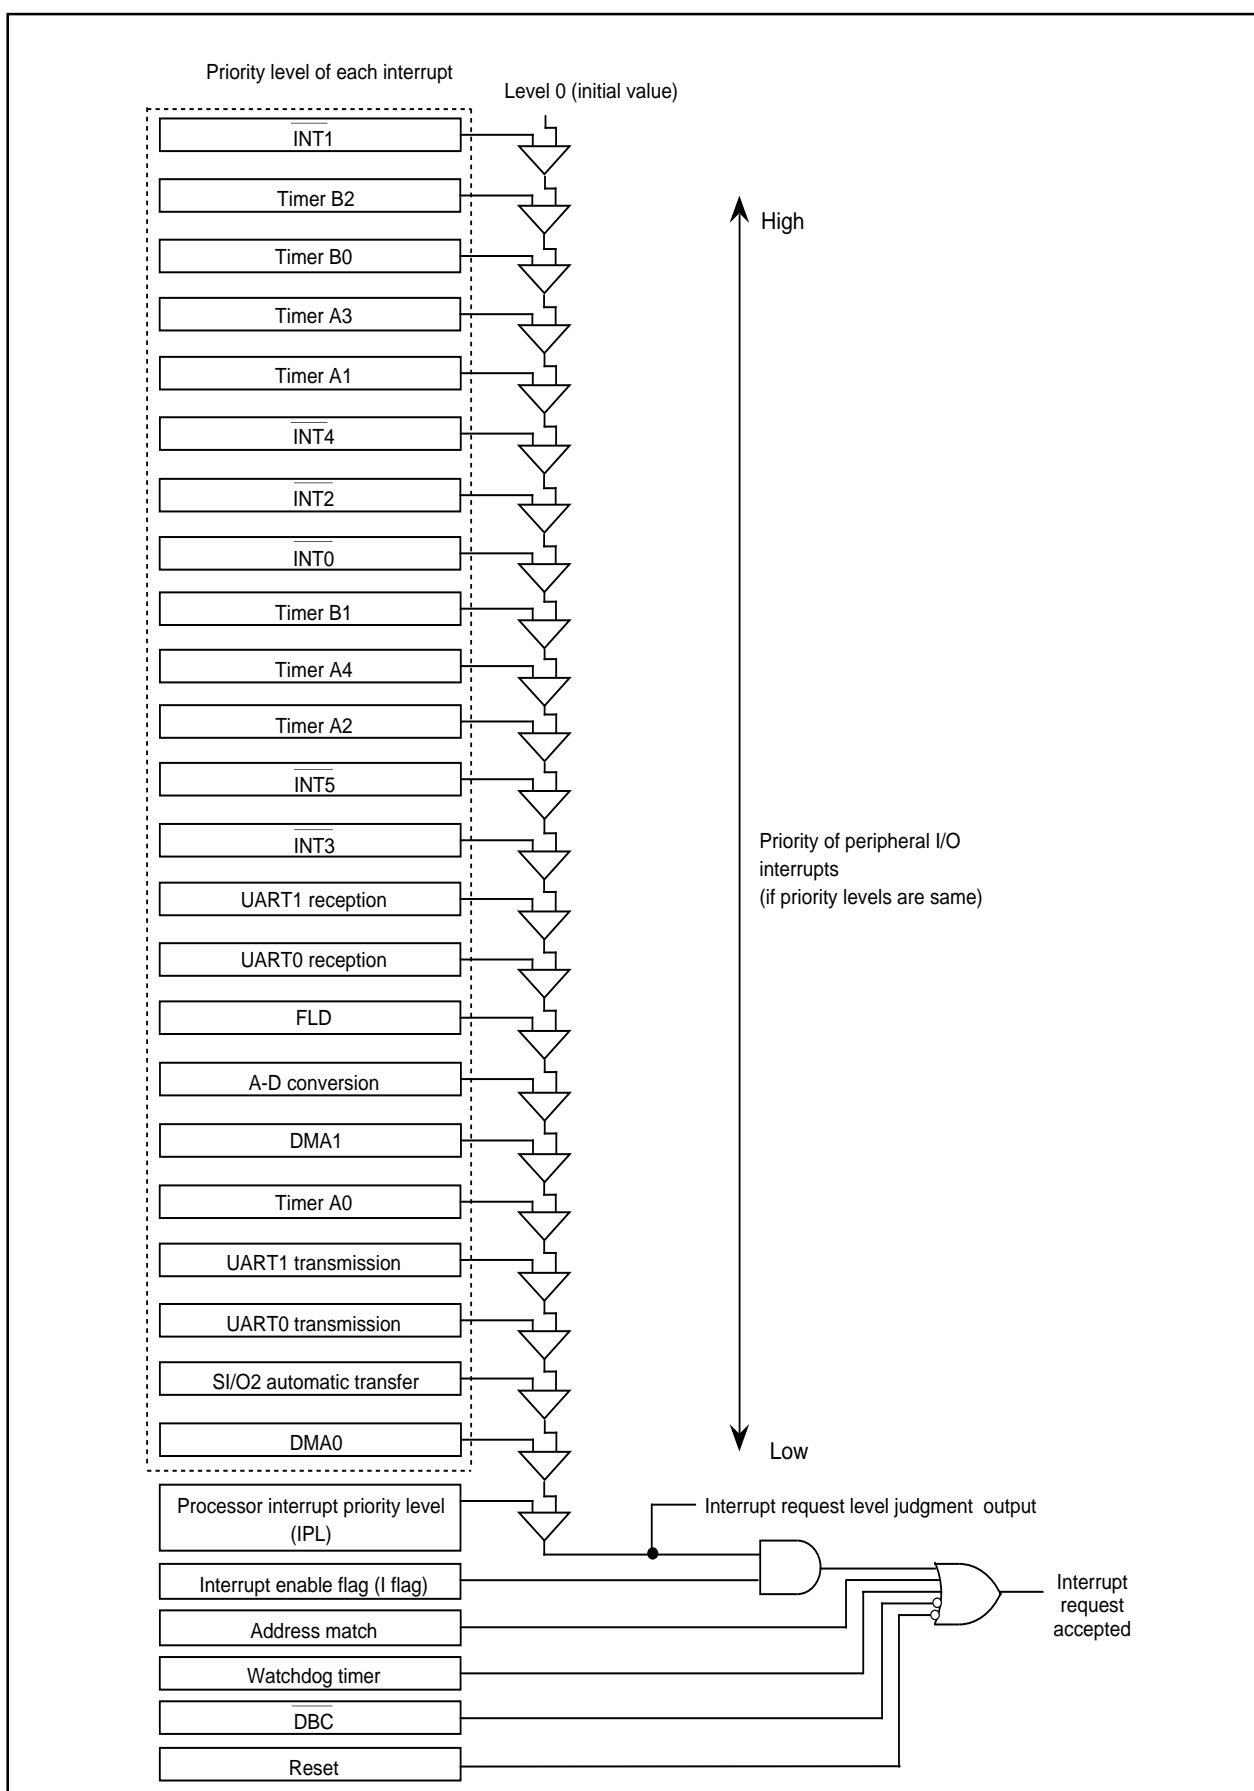 Priority level of each interrupt
Level 0 (initial value)
INT1
Timer B2
High
Timer B0
Timer A3
Timer A1
INT4
INT2
INT0
Timer B1
Timer A4
Timer A2
INT5
INT3
Priority of peripheral I/O
interrupts
(if priority levels are same)
UART1 reception
UART0 reception
FLD
A-D conversion
DMA1
Timer A0
UART1 transmission
UART0 transmission
SI/O2 automatic transfer
DMA0
Low
Processor interrupt priority level
(IPL)
Interrupt request level judgment output
Interrupt enable flag (I flag)
Interrupt
request
accepted
Address match
Watchdog timer
DBC
Reset